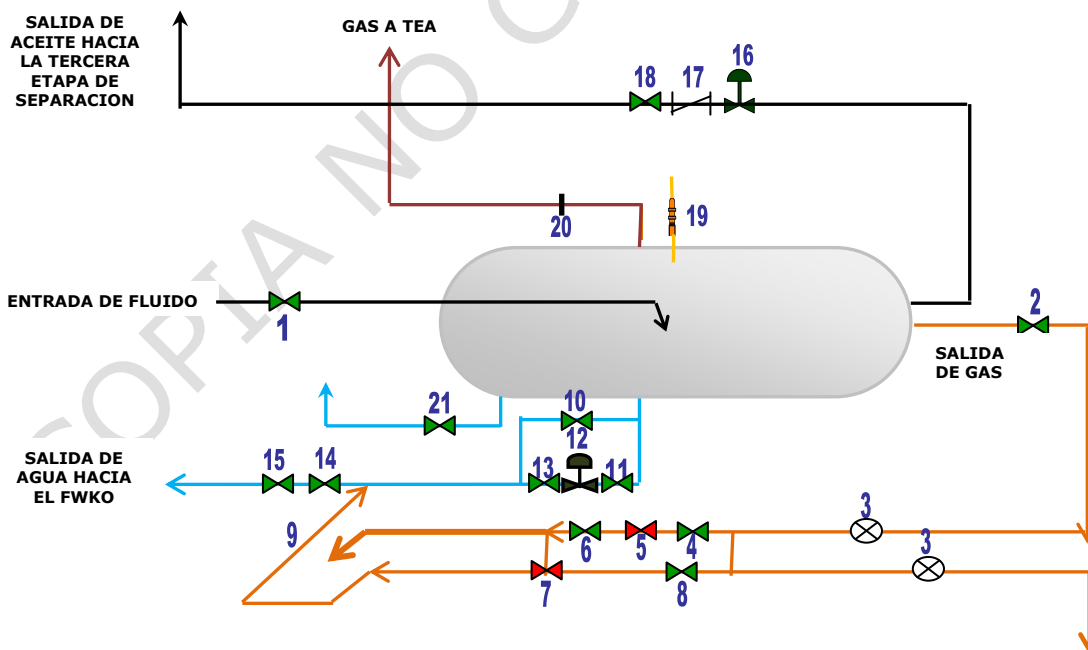 SALIDA DE
ACEITE HACIA
LA TERCERA
ETAPA DE
SEPARACION
GAS A TEA
16
18
17
20
19
ENTRADA DE FLUIDO
1
2
SALIDA
DE GAS
21
10
12
SALIDA DE
AGUA HACIA
EL FWKO
15
14
13
11
9
6
5
4
3
3
7
8
COPIA NO C